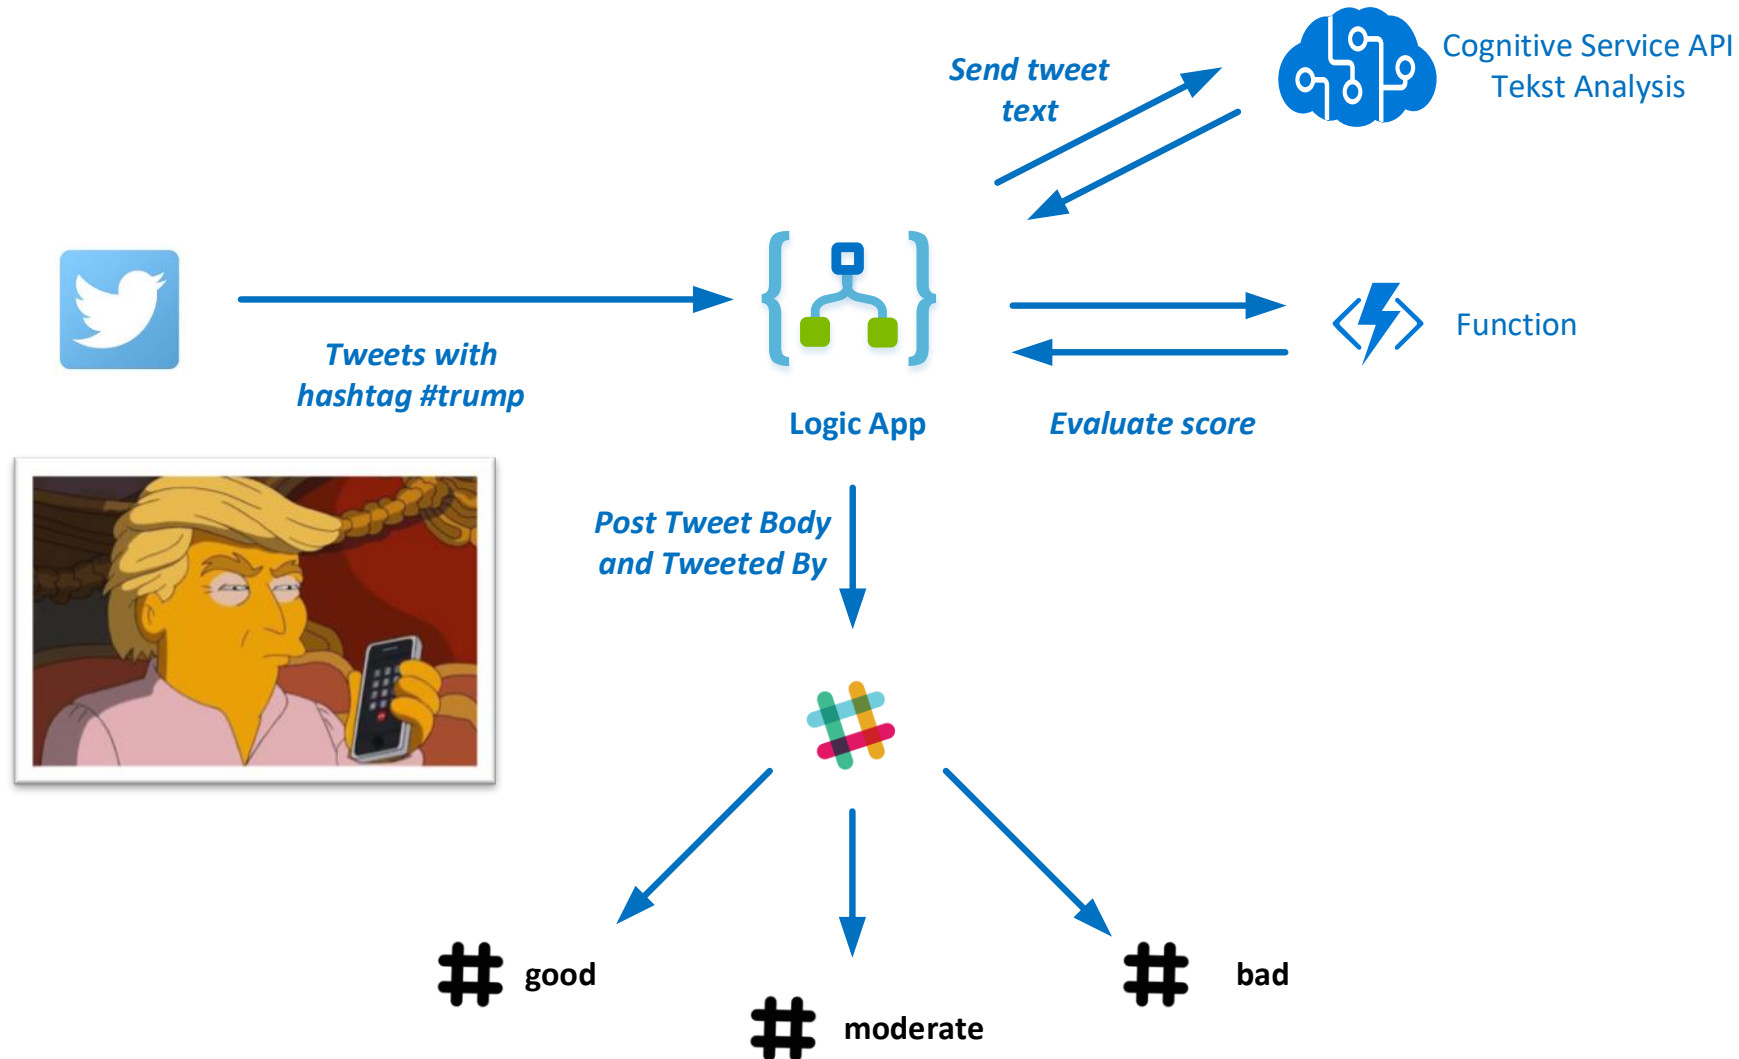 Send tweet
text
Cognitive Service API
Tekst Analysis
Tweets with
hashtag #trump
Logic App
Function
Evaluate score
Post Tweet Body
and Tweeted By
good
moderate
bad